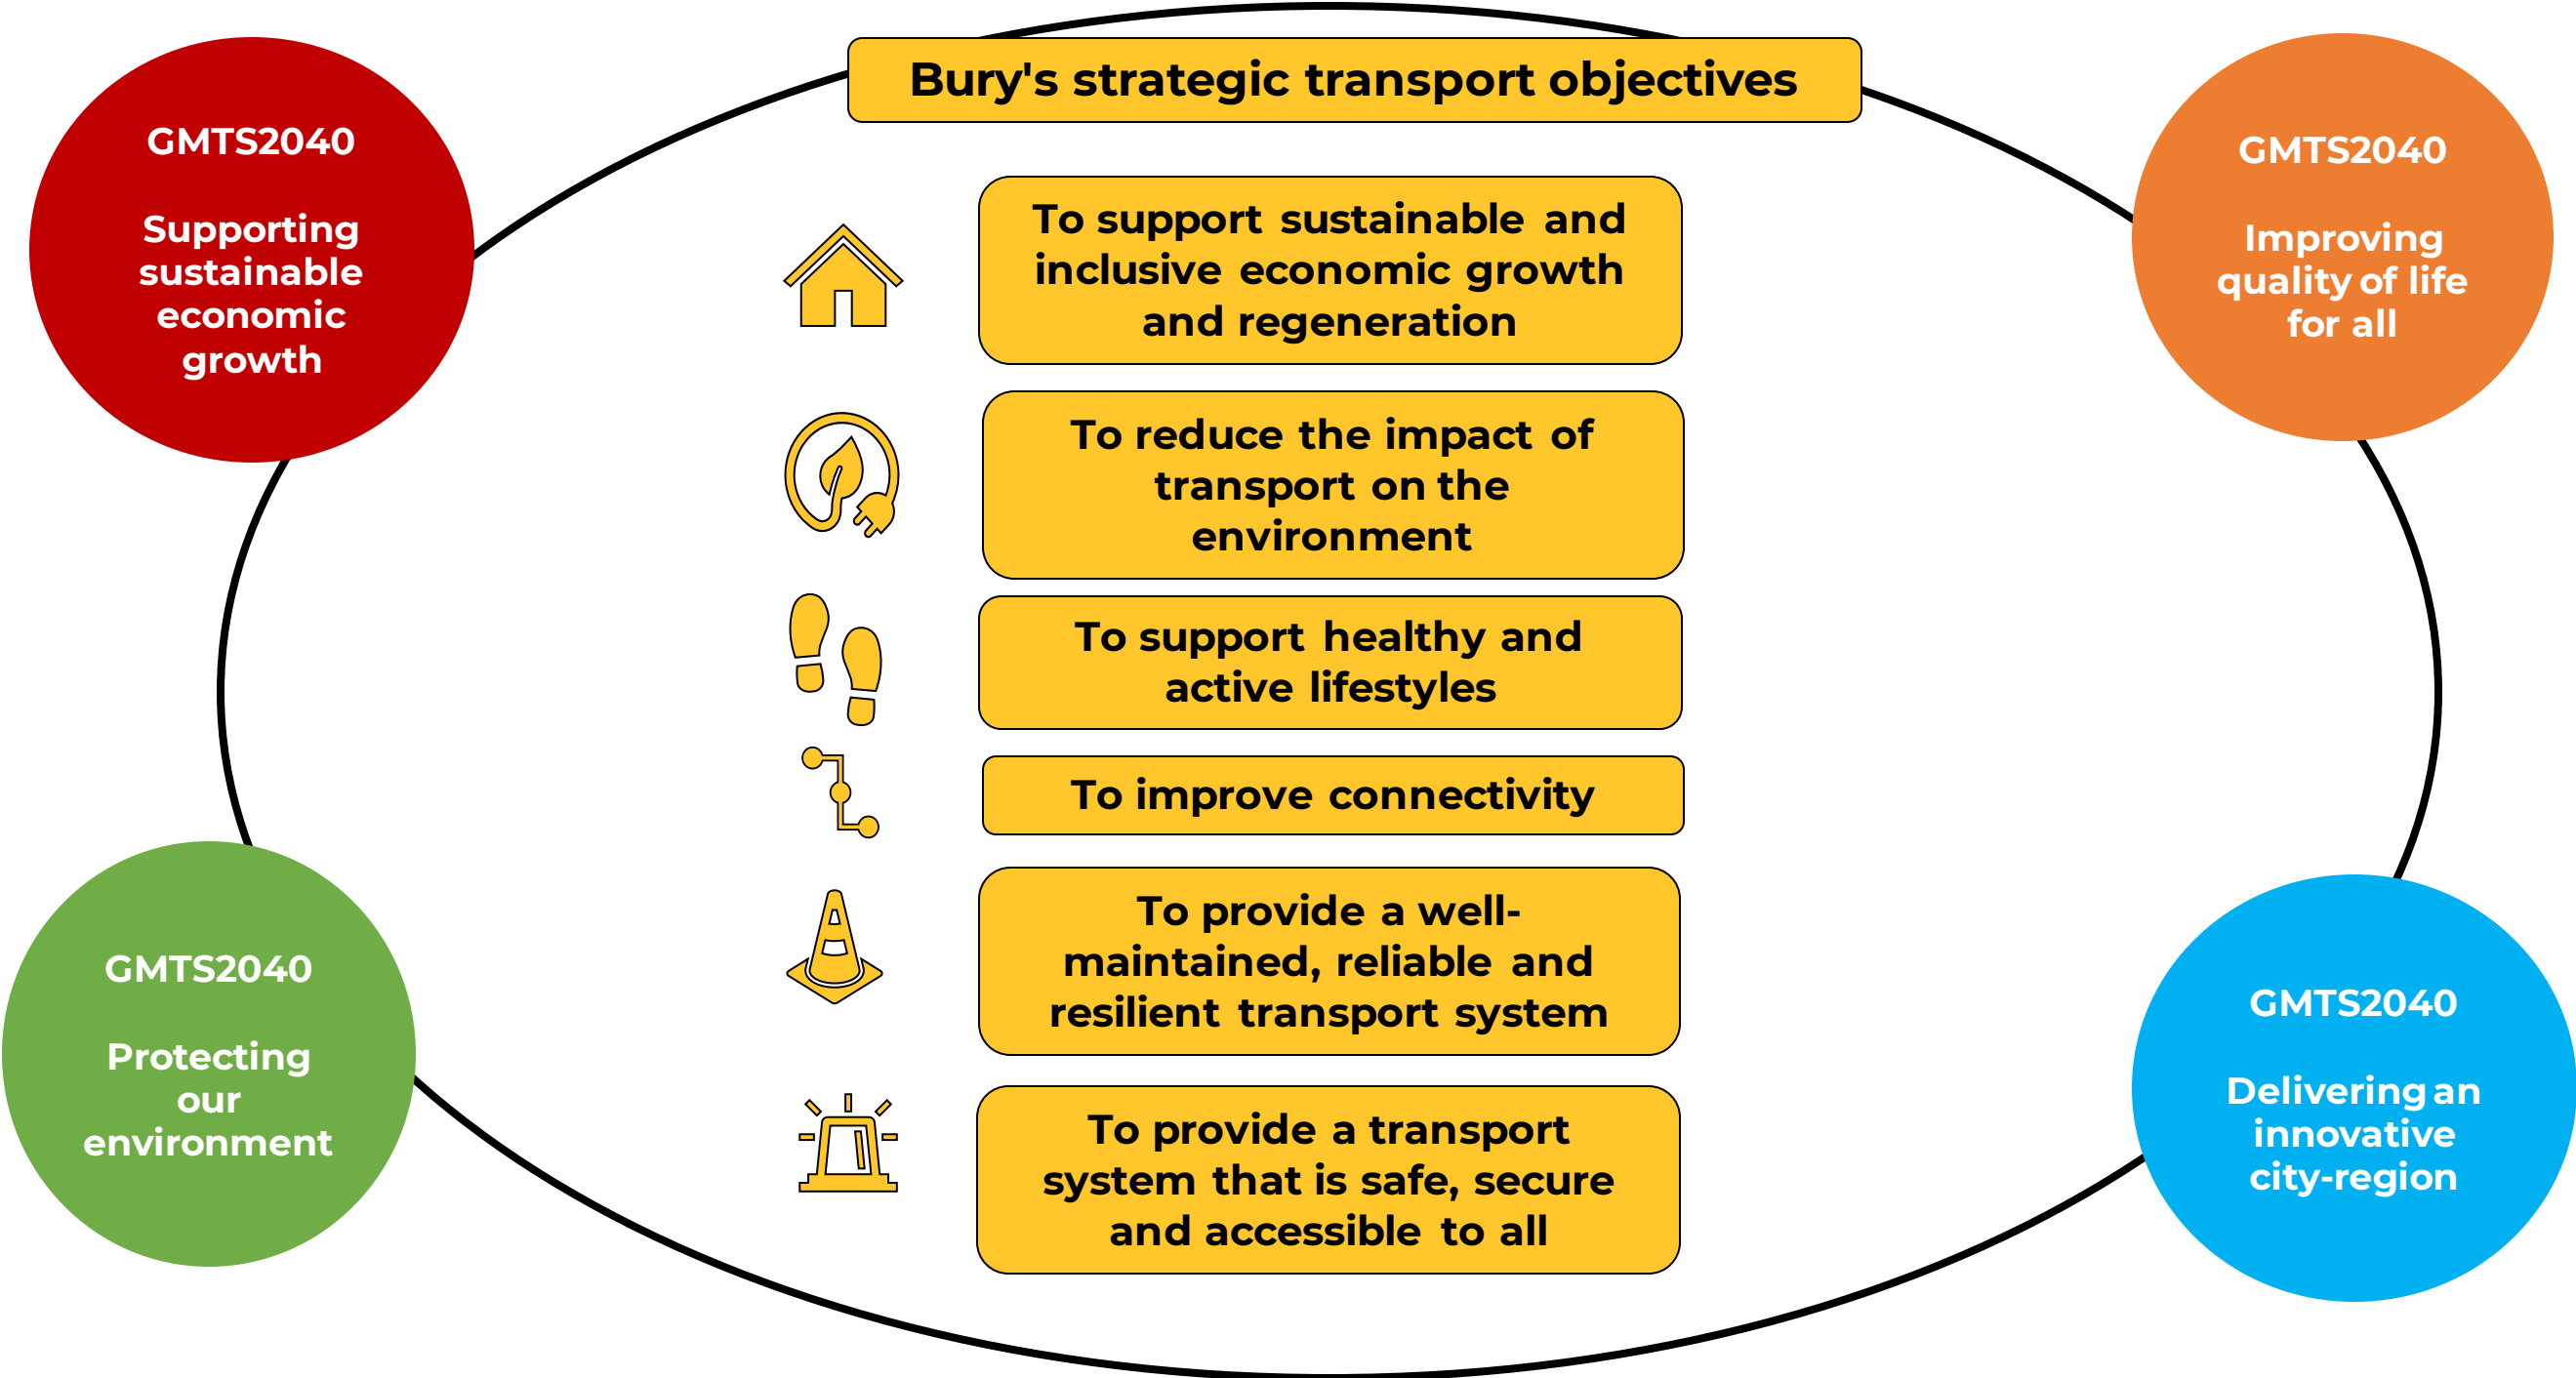 Bury's strategic transport objectives
GMTS2040
Supporting
sustainable
economic
growth
GMTS2040
Improving
quality of life
for all
To support sustainable and
inclusive economic growth
and regeneration
To reduce the impact of
transport on the
environment
To support healthy and
active lifestyles
To improve connectivity
To provide a well-
maintained, reliable and
resilient transport system
To provide a transport
system that is safe, secure
and accessible to all
GMTS2040
Protecting
our
environment
GMTS2040
Delivering an
innovative
city-region